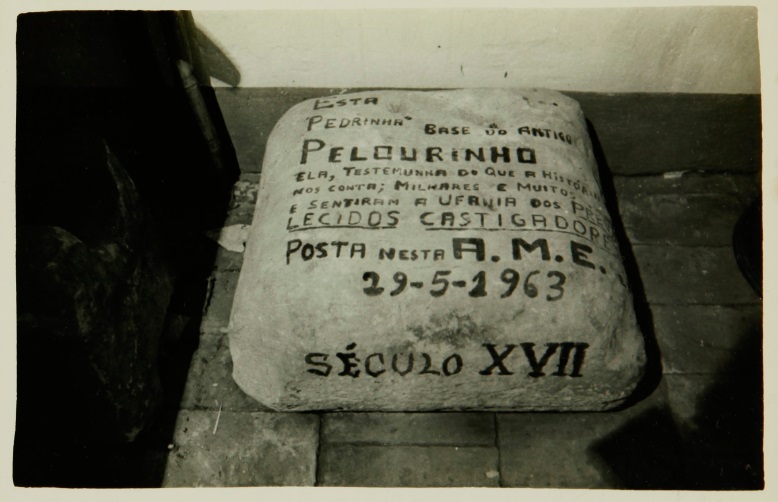 ESTA
"PEDRINHA" BASE DO ANTIGO
PELOURINHO
ELA, TESTEMUNHA DO QUE A HISTÓRIA
NOS CONTA; MILHARES E MUITOS
E SENTIRAM A UFANIA DOS
LECIDOS CASTIGADORES
POSTA NESTA A.M.E.
29-5-1963
SÉCULO XVII